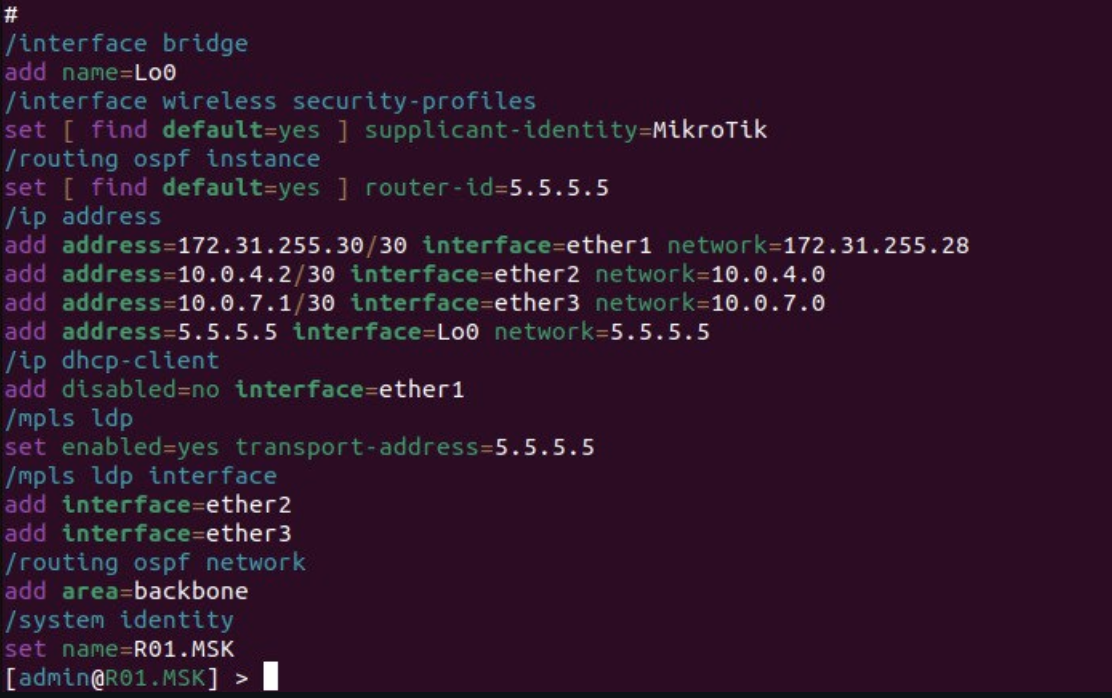 #
/interface bridge
add name=Lo0
/interface wireless security-profiles
set [ find default=yes ] supplicant-identity=MikroTik
/routing ospf instance
set [ find default=yes ] router-id=5.5.5.5
/ip address
add address=172.31.255.30/30 interface=ether1 network=172.31.255.28
add address=10.0.4.2/30 interface=ether2 network=10.0.4.0
add address=10.0.7.1/30 interface=ether3 network=10.0.7.0
add address=5.5.5.5 interface=Lo0 network=5.5.5.5
/ip dhcp-client
add disabled=no interface=ether1
/mpls ldp
set enabled=yes transport-address=5.5.5.5
/mpls ldp interface
add interface=ether2
add interface=ether3
/routing ospf network
add area=backbone
/system identity
set name=R01.MSK
[admin@R01.MSK] >